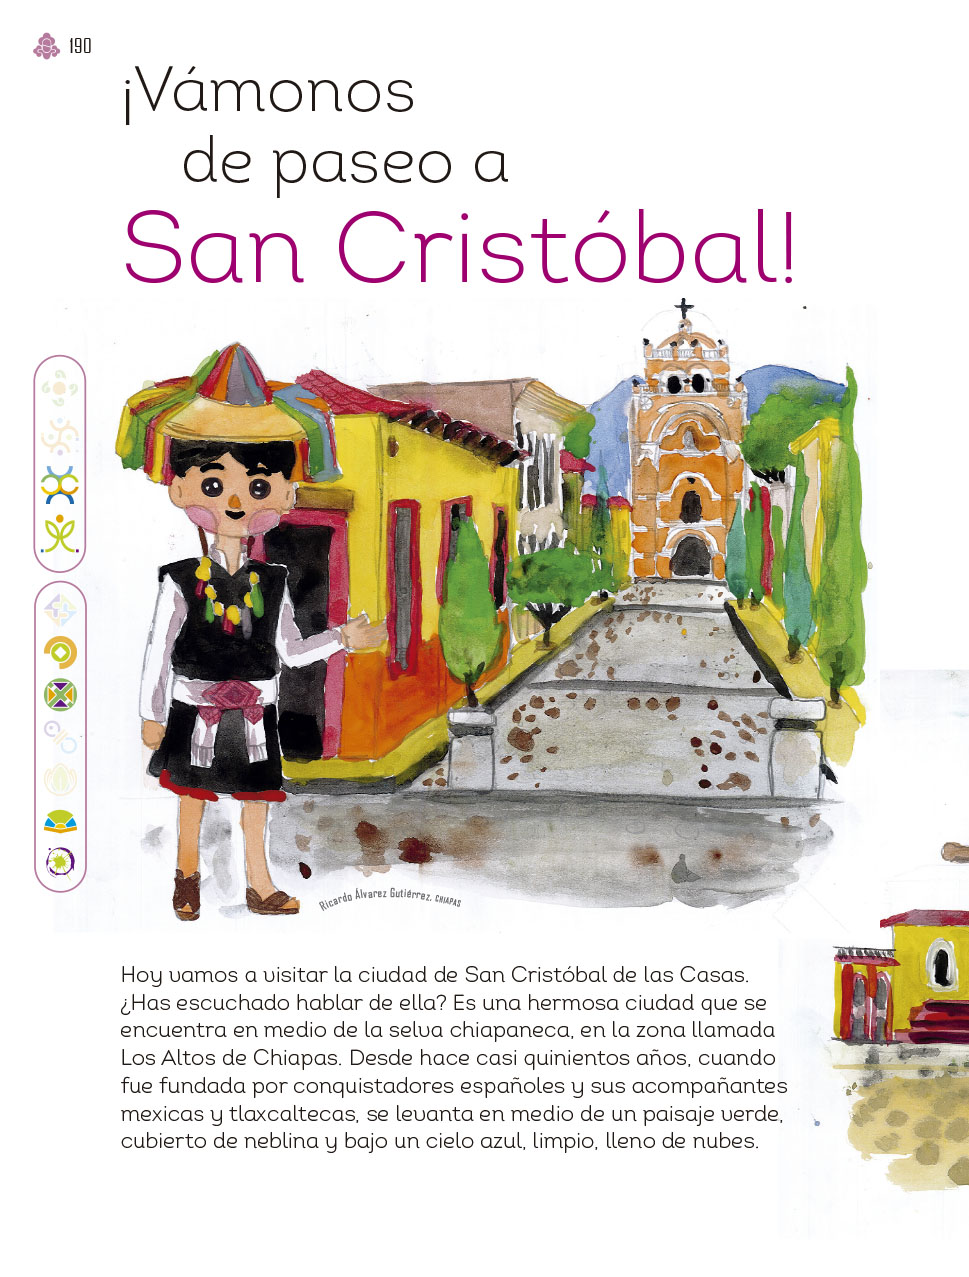 190
¡Vámonos
de paseo a
San Cristóbal!
Ricardo Álvarez Gutiérrez, CHIAPAS
Hoy vamos a visitar la ciudad de San Cristóbal de las Casas.
¿Has escuchado hablar de ella? Es una hermosa ciudad que se
encuentra en medio de la selva chiapaneca, en la zona llamada
Los Altos de Chiapas. Desde hace casi quinientos años, cuando
fue fundada por conquistadores españoles y sus acompañantes
mexicas y tlaxcaltecas, se levanta en medio de un paisaje verde,
cubierto de neblina y bajo un cielo azul, limpio, lleno de nubes.